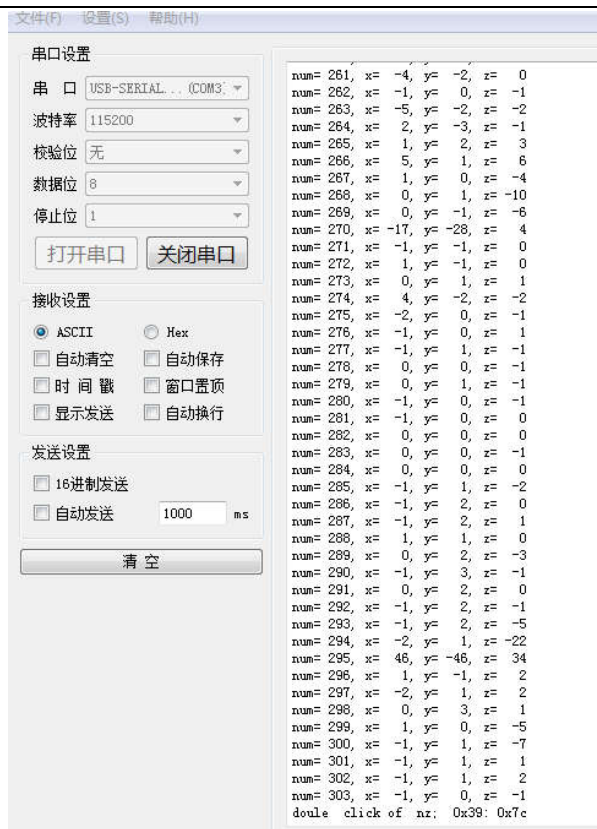 文件(F) 设置(S) 帮助(H)
串口设置
串 口 USB-SERIAL... (COM3)
波特率 115200
校验位 无
数据位 8
停止位 1
打开串口 关闭串口
接收设置
ASCII Hex
自动清空 自动保存
时 间 戳 窗口置顶
显示发送 自动换行
发送设置
16进制发送
自动发送 1000 ms
清 空
num= 261, x= -4, y= -2, z= 0
num= 262, x= -1, y= 0, z= -1
num= 263, x= -5, y= -2, z= -2
num= 264, x= 2, y= -3, z= -1
num= 265, x= 1, y= 2, z= 3
num= 266, x= 5, y= 1, z= 6
num= 267, x= 1, y= 0, z= -4
num= 268, x= 0, y= 1, z= -10
num= 269, x= 0, y= -1, z= -6
num= 270, x= -17, y= -28, z= 4
num= 271, x= -1, y= -1, z= 0
num= 272, x= 1, y= -1, z= 0
num= 273, x= 0, y= 1, z= 1
num= 274, x= 4, y= -2, z= -2
num= 275, x= -2, y= 0, z= -1
num= 276, x= -1, y= 0, z= 1
num= 277, x= -1, y= 1, z= -1
num= 278, x= 0, y= 0, z= -1
num= 279, x= 0, y= 1, z= -1
num= 280, x= -1, y= 0, z= -1
num= 281, x= -1, y= 0, z= 0
num= 282, x= 0, y= 0, z= 0
num= 283, x= 0, y= 0, z= -1
num= 284, x= 0, y= 0, z= 0
num= 285, x= -1, y= 1, z= -2
num= 286, x= -1, y= 2, z= 0
num= 287, x= -1, y= 2, z= 1
num= 288, x= 1, y= 1, z= 0
num= 289, x= 0, y= 2, z= -3
num= 290, x= -1, y= 3, z= -1
num= 291, x= 0, y= 2, z= 0
num= 292, x= -1, y= 2, z= -1
num= 293, x= -1, y= 2, z= -5
num= 294, x= -2, y= 1, z= -22
num= 295, x= 46, y= -46, z= 34
num= 296, x= 1, y= -1, z= 2
num= 297, x= -2, y= 1, z= 2
num= 298, x= 0, y= 3, z= 1
num= 299, x= 1, y= 0, z= -5
num= 300, x= -1, y= 1, z= -7
num= 301, x= -1, y= 1, z= 1
num= 302, x= -1, y= 1, z= 2
num= 303, x= -1, y= 0, z= -1
doule click of nz; 0x39: 0x7c